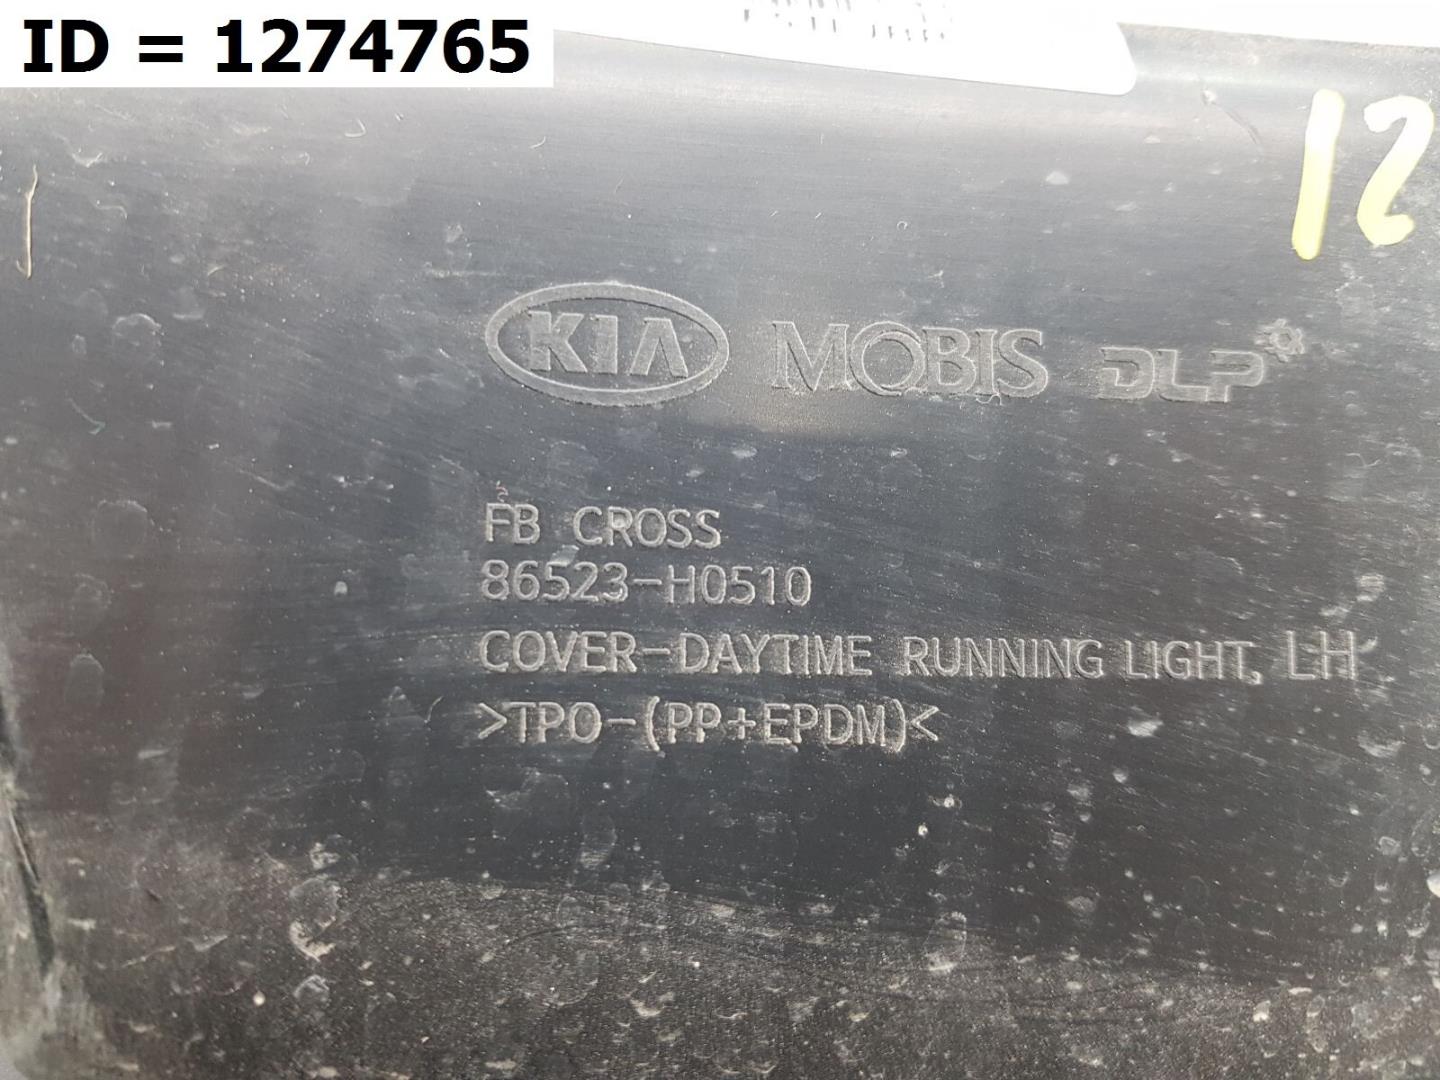 ID = 1274765
12
KIA MOBIS DLP
FB CROSS
86523-H0510
COVER-DAYTIME RUNNING LIGHT, LH
>TPO-(PP+EPDM)<